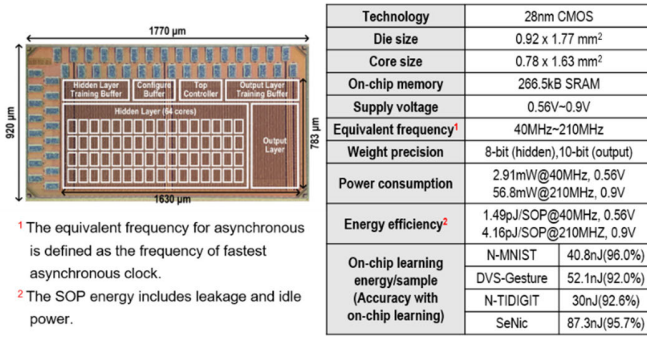 1770 μm
920 μm
Hidden Layer
Training Buffer
Configure
Buffer
Top
Controller
Output Layer
Training Buffer
Hidden Layer (64 cores)
Output
Layer
783 μm
1630 μm
1 The equivalent frequency for asynchronous
is defined as the frequency of fastest
asynchronous clock.
2 The SOP energy includes leakage and idle
power.
Technology 28nm CMOS
Die size 0.92 x 1.77 mm2
Core size 0.78 x 1.63 mm2
On-chip memory 266.5kB SRAM
Supply voltage 0.56V~0.9V
Equivalent frequency1 40MHz~210MHz
Weight precision 8-bit (hidden),10-bit (output)
Power consumption 2.91mW@40MHz, 0.56V
56.8mW@210MHz, 0.9V
Energy efficiency2 1.49pJ/SOP@40MHz, 0.56V
4.16pJ/SOP@210MHZ, 0.9V
On-chip learning
energy/sample
(Accuracy with
on-chip learning)
N-MNIST 40.8nJ(96.0%)
DVS-Gesture 52.1nJ(92.0%)
N-TIDIGIT 30nJ(92.6%)
SeNic 87.3nJ(95.7%)